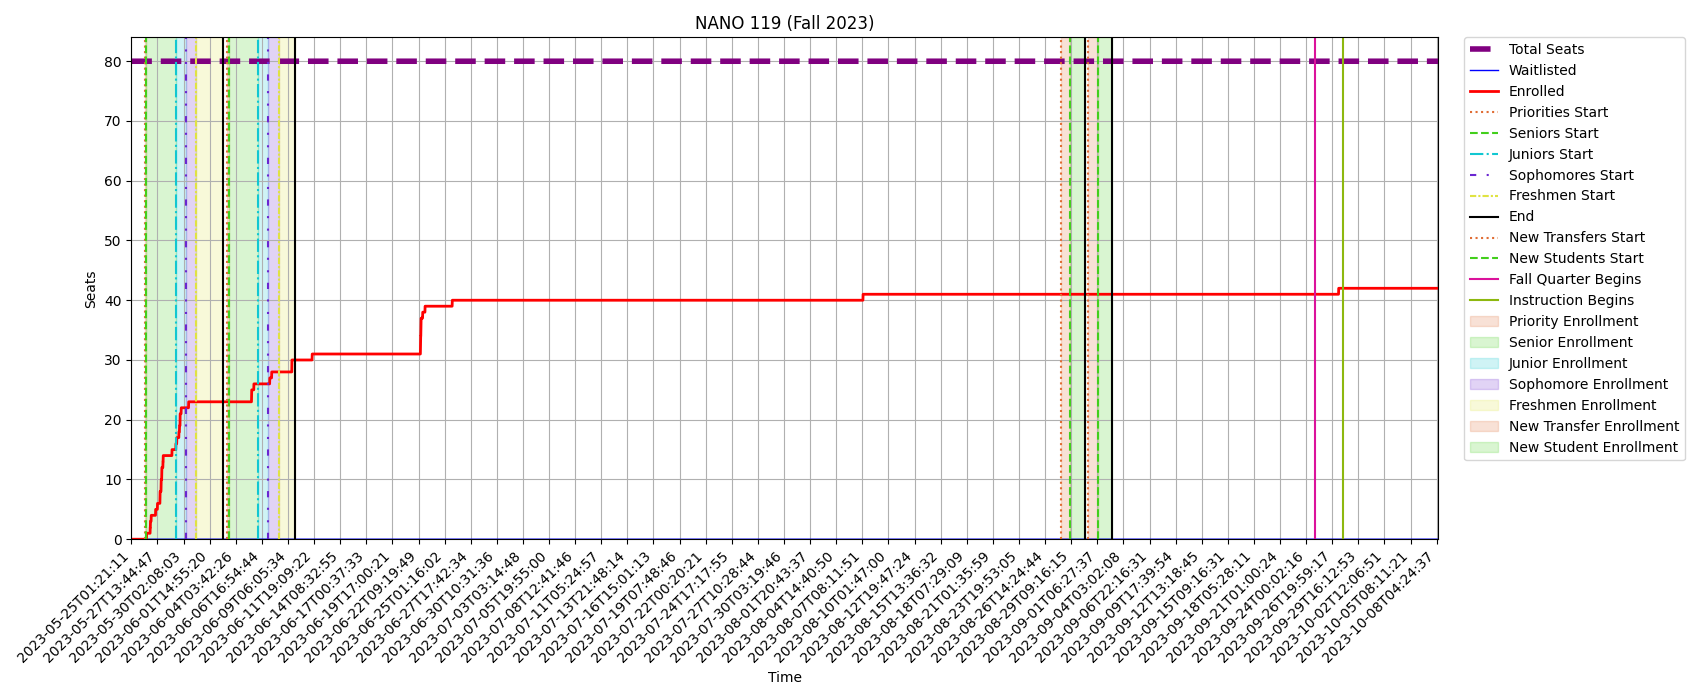 NANO 119 (Fall 2023)
Seats
80
70
60
50
40
30
20
10
0
2023-05-25T01:21:11
2023-05-27T13:44:47
2023-05-30T02:08:03
2023-06-01T14:55:20
2023-06-04T03:42:26
2023-06-06T16:54:44
2023-06-09T06:05:34
2023-06-11T19:09:22
2023-06-14T08:32:55
2023-06-17T00:37:33
2023-06-19T17:00:21
2023-06-22T09:19:49
2023-06-25T01:16:02
2023-06-27T17:42:34
2023-06-30T10:31:36
2023-07-03T03:14:48
2023-07-05T19:55:00
2023-07-08T12:41:46
2023-07-11T05:24:57
2023-07-13T21:48:14
2023-07-16T15:01:13
2023-07-19T07:48:46
2023-07-22T00:20:21
2023-07-24T17:17:55
2023-07-27T10:28:44
2023-07-30T03:19:46
2023-08-01T20:43:37
2023-08-04T14:40:50
2023-08-07T08:11:51
2023-08-10T01:47:00
2023-08-12T19:47:24
2023-08-15T13:36:32
2023-08-18T07:29:09
2023-08-21T01:35:59
2023-08-23T19:53:05
2023-08-26T14:24:44
2023-08-29T09:16:15
2023-09-01T06:27:37
2023-09-04T03:02:08
2023-09-06T22:16:31
2023-09-09T17:39:54
2023-09-12T13:18:45
2023-09-15T09:16:31
2023-09-18T05:28:11
2023-09-21T01:00:24
2023-09-24T00:02:16
2023-09-26T19:59:17
2023-09-29T16:12:53
2023-10-02T12:06:51
2023-10-05T08:11:21
2023-10-08T04:24:37
Time
Total Seats
Waitlisted
Enrolled
Priorities Start
Seniors Start
Juniors Start
Sophomores Start
Freshmen Start
End
New Transfers Start
New Students Start
Fall Quarter Begins
Instruction Begins
Priority Enrollment
Senior Enrollment
Junior Enrollment
Sophomore Enrollment
Freshmen Enrollment
New Transfer Enrollment
New Student Enrollment